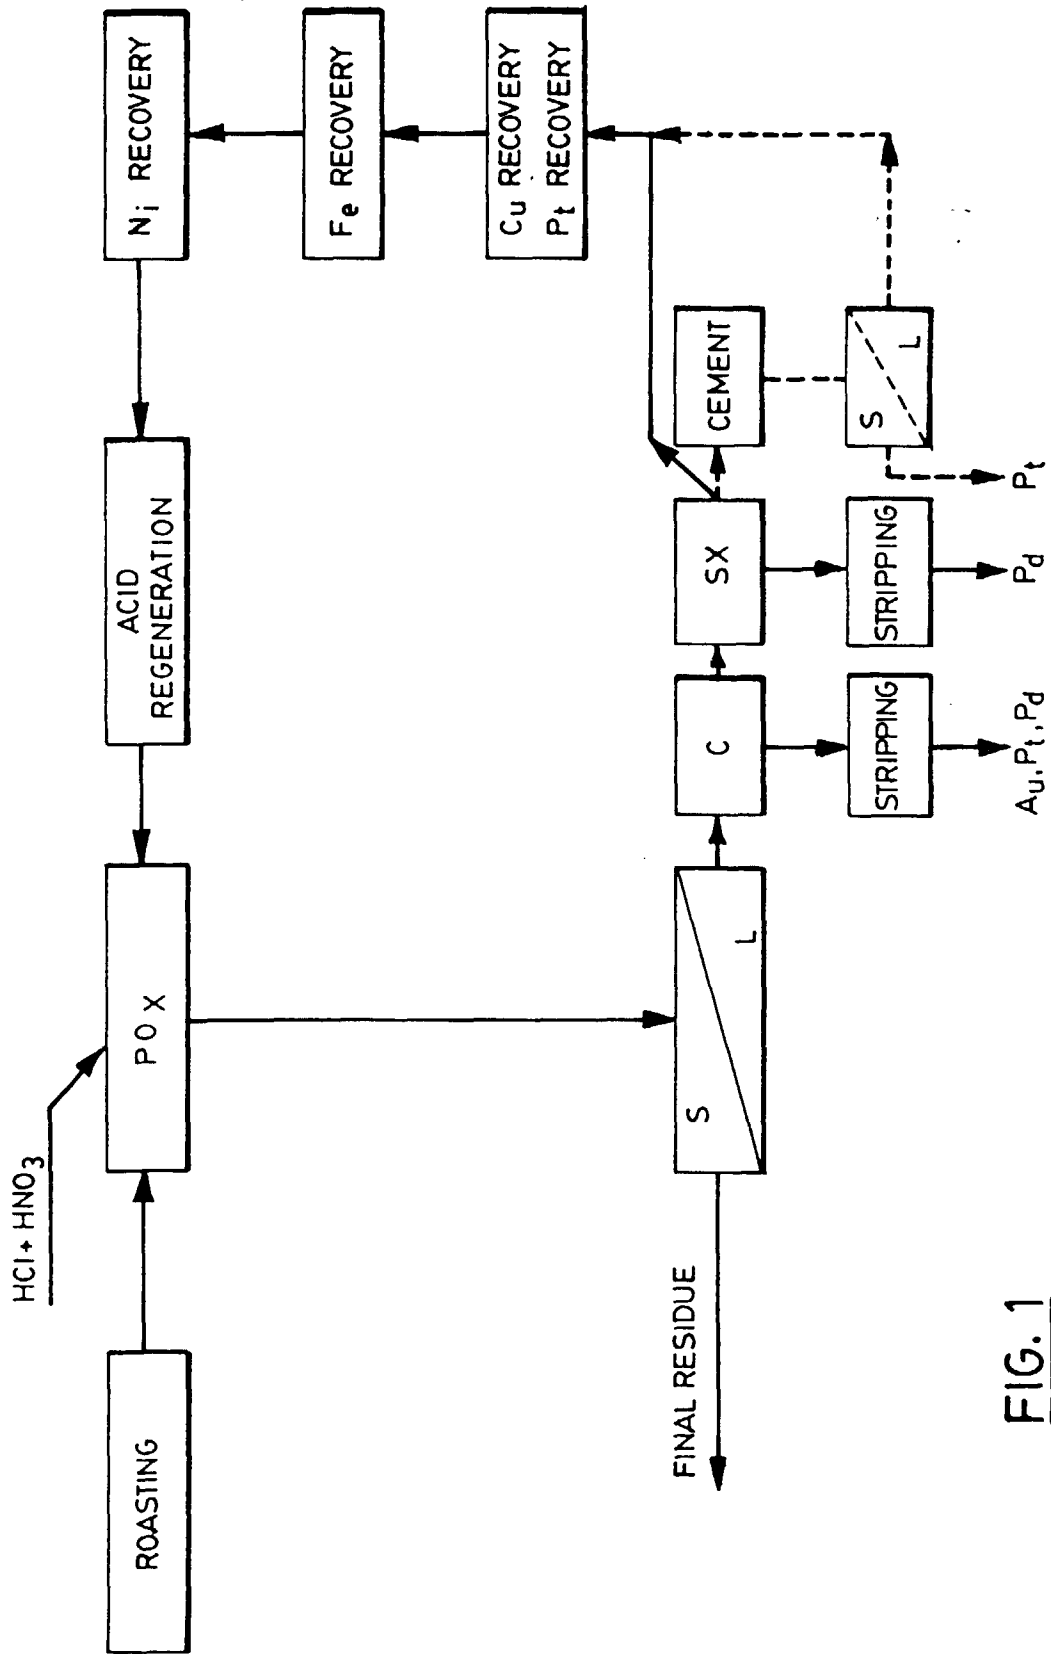 HCl + HNO3
ROASTING
POX
ACID
REGENERATION
Ni RECOVERY
Fe RECOVERY
Cu RECOVERY
Pt RECOVERY
FINAL RESIDUE
S
L
C
SX
CEMENT
STRIPPING
STRIPPING
S
L
Au, Pt, Pd
Pd
Pt
FIG. 1